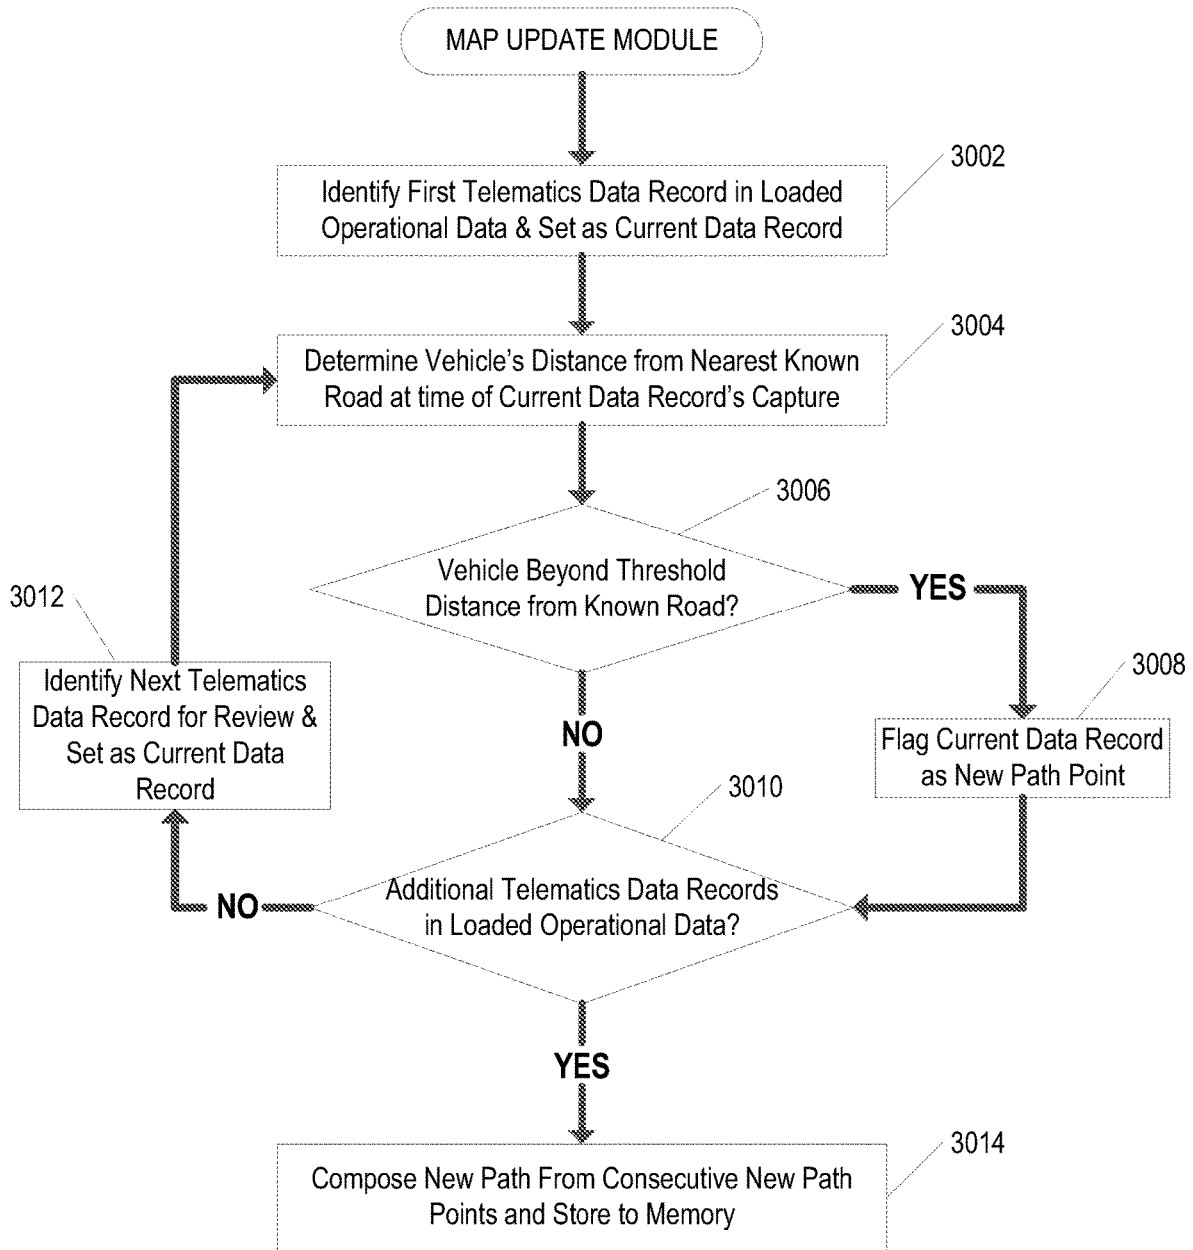 MAP UPDATE MODULE
3002
Identify First Telematics Data Record in Loaded
Operational Data & Set as Current Data Record
3004
Determine Vehicle's Distance from Nearest Known
Road at time of Current Data Record's Capture
3006
Vehicle Beyond Threshold
Distance from Known Road?
YES
3012
Identify Next Telematics
Data Record for Review &
Set as Current Data
Record
NO
3008
Flag Current Data Record
as New Path Point
3010
Additional Telematics Data Records
in Loaded Operational Data?
NO
YES
3014
Compose New Path From Consecutive New Path
Points and Store to Memory